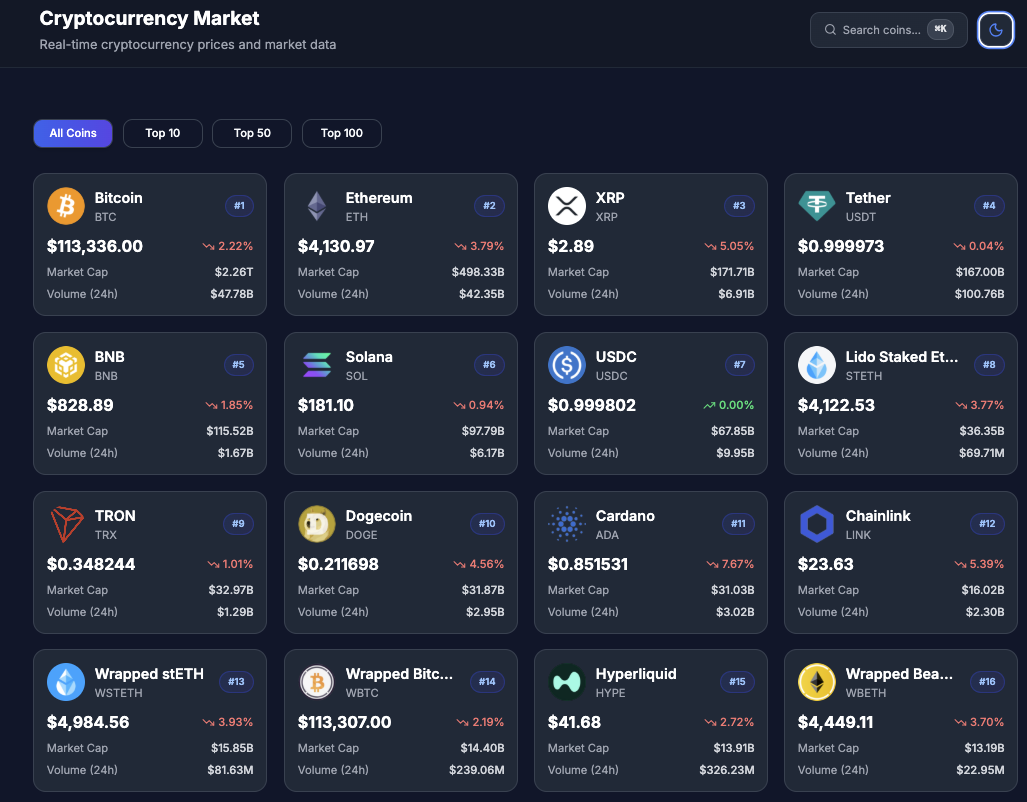 Cryptocurrency Market
Real-time cryptocurrency prices and market data
Search coins... ⌘K
All Coins Top 10 Top 50 Top 100
Bitcoin
BTC
#1
$113,336.00 2.22%
Market Cap $2.26T
Volume (24h) $47.78B
Ethereum
ETH
#2
$4,130.97 3.79%
Market Cap $498.33B
Volume (24h) $42.35B
XRP
XRP
#3
$2.89 5.05%
Market Cap $171.71B
Volume (24h) $6.91B
Tether
USDT
#4
$0.999973 0.04%
Market Cap $167.00B
Volume (24h) $100.76B
BNB
BNB
#5
$828.89 1.85%
Market Cap $115.52B
Volume (24h) $1.67B
Solana
SOL
#6
$181.10 0.94%
Market Cap $97.79B
Volume (24h) $6.17B
USDC
USDC
#7
$0.999802 0.00%
Market Cap $67.85B
Volume (24h) $9.95B
Lido Staked Et...
STETH
#8
$4,122.53 3.77%
Market Cap $36.35B
Volume (24h) $69.71M
TRON
TRX
#9
$0.348244 1.01%
Market Cap $32.97B
Volume (24h) $1.29B
Dogecoin
DOGE
#10
$0.211698 4.56%
Market Cap $31.87B
Volume (24h) $2.95B
Cardano
ADA
#11
$0.851531 7.67%
Market Cap $31.03B
Volume (24h) $3.02B
Chainlink
LINK
#12
$23.63 5.39%
Market Cap $16.02B
Volume (24h) $2.30B
Wrapped stETH
WSTETH
#13
$4,984.56 3.93%
Market Cap $15.85B
Volume (24h) $81.63M
Wrapped Bitc...
WBTC
#14
$113,307.00 2.19%
Market Cap $14.40B
Volume (24h) $239.06M
Hyperliquid
HYPE
#15
$41.68 2.72%
Market Cap $13.91B
Volume (24h) $326.23M
Wrapped Bea...
WBETH
#16
$4,449.11 3.70%
Market Cap $13.19B
Volume (24h) $22.95M